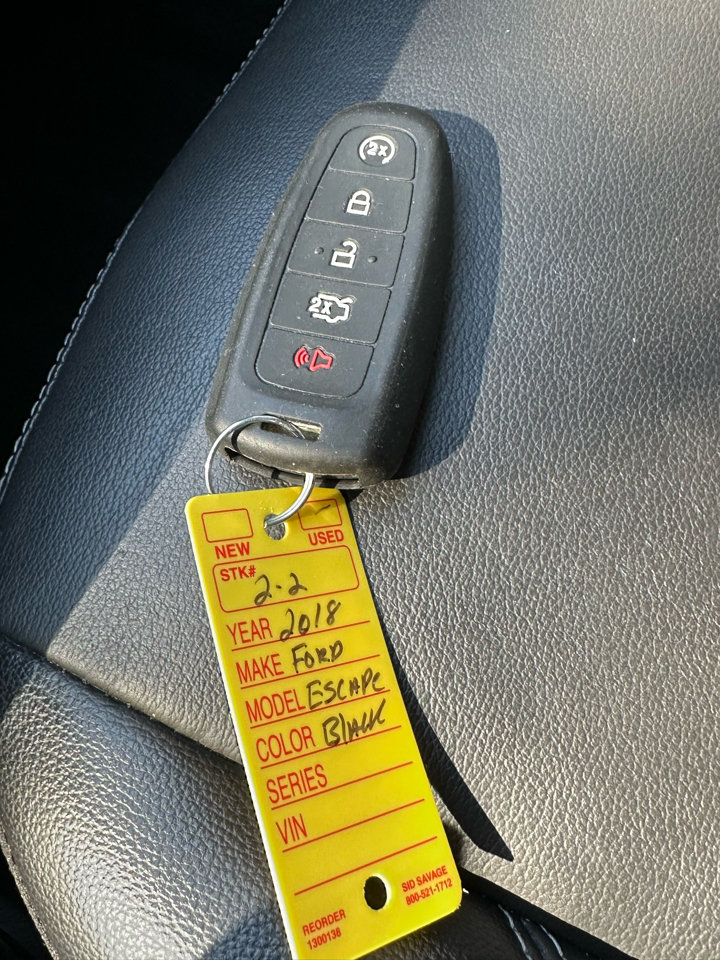 2x
2x
NEW USED
STK# 2-2
YEAR 2018
MAKE FORD
MODEL ESCAPE
COLOR BlACK
SERIES
VIN
REORDER
1300138
SID SAVAGE
800-521-1712